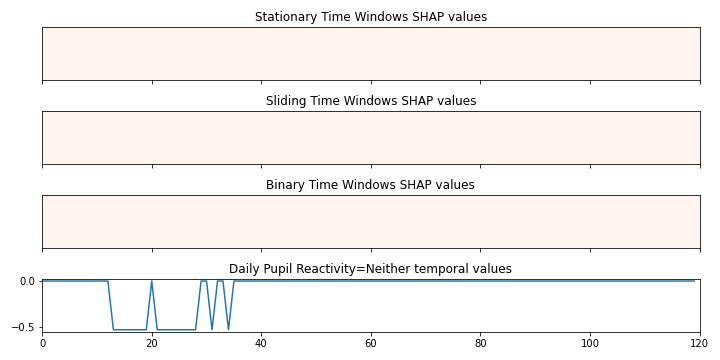 Stationary Time Windows SHAP values
Sliding Time Windows SHAP values
Binary Time Windows SHAP values
Daily Pupil Reactivity=Neither temporal values
0.0
−0.5
0 20 40 60 80 100 120